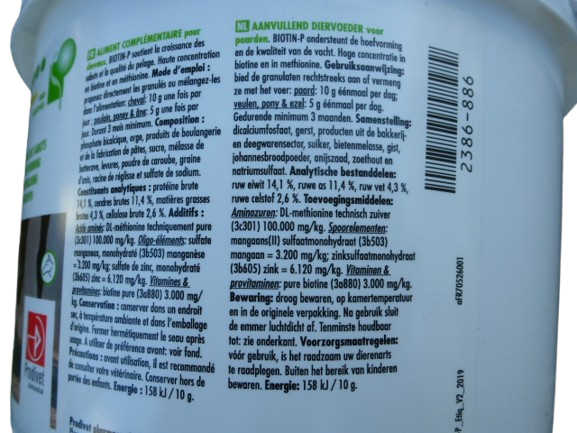 FR ALIMENT COMPLÉMENTAIRE pour
chevaux. BIOTIN-P soutient la croissance des
sabots et la qualité du pelage. Haute concentration
en biotine et en méthionine. Mode d'emploi :
proposez directement les granulés ou mélangez-les
dans l'alimentation: cheval: 10 g une fois par
jour; poulain, poney & âne: 5 g une fois par
jour. Durant 3 mois minimum. Composition :
phosphate bicalcique, orge, produits de boulangerie
et de la fabrication de pâtes, sucre, mélasse de
betterave, levures, poudre de caroube, graine
d'anis, racine de réglisse et sulfate de sodium.
Constituants analytiques : protéine brute
14,1 %, cendres brutes 11,4 %, matières grasses
brutes 4,3 %, cellulose brute 2,6 %. Additifs :
Acide aminés: DL-méthionine techniquement pure
(3c301) 100.000 mg/kg. Oligo-éléments: sulfate
manganeux, monohydraté (3b503) manganèse
= 3.200 mg/kg; sulfate de zinc, monohydraté
(3b605) zinc = 6.120 mg/kg. Vitamines &
provitamines: biotine pure (3a880) 3.000 mg/
kg. Conservation : conserver dans un endroit
sec, à température ambiante et dans l'emballage
d'origine. Fermer hermétiquement le seau après
usage. À utiliser de préférence avant: voir fond.
Précautions : avant utilisation, il est recommandé
de consulter votre vétérinaire. Conserver hors de
portée des enfants. Energie : 158 kJ / 10 g.
NL AANVULLEND DIERVOEDER voor
paarden. BIOTIN-P ondersteunt de hoefvorming
en de kwaliteit van de vacht. Hoge concentratie in
biotine en in methionine. Gebruiksaanwijzing:
bied de granulaten rechtstreeks aan of vermeng
ze met het voer: paard: 10 g éénmaal per dag;
veulen, pony & ezel: 5 g éénmaal per dag.
Gedurende minimum 3 maanden. Samenstelling:
dicalciumfosfaat, gerst, producten uit de bakkerij-
en deegwarensector, suiker, bietenmelasse, gist,
johannesbroodpoeder, anijszaad, zoethout en
natriumsulfaat. Analytische bestanddelen:
ruw eiwit 14,1 %, ruwe as 11,4 %, ruw vet 4,3 %,
ruwe celstof 2,6 %. Toevoegingsmiddelen:
Aminozuren: DL-methionine technisch zuiver
(3c301) 100.000 mg/kg. Sporelementen:
mangaans(II) sulfaatmonohydraat (3b503)
mangaan = 3.200 mg/kg; zinksulfaatmonohydraat
(3b605) zink = 6.120 mg/kg. Vitaminen &
provitaminen: pure biotine (3a880) 3.000 mg/kg.
Bewaring: droog bewaren, op kamertemperatuur
en in de originele verpakking. Na gebruik sluit
de emmer luchtdicht af. Tenminste houdbaar
tot: zie onderkant. Voorzorgsmaatregelen:
vóór gebruik, is het raadzaam uw dierenarts
te raadplegen. Buiten het bereik van kinderen
bewaren. Energie: 158 kJ / 10 g.
2386-886
αFR70526001
P_Etiq_V2_2019
Prodivet
Prodivet